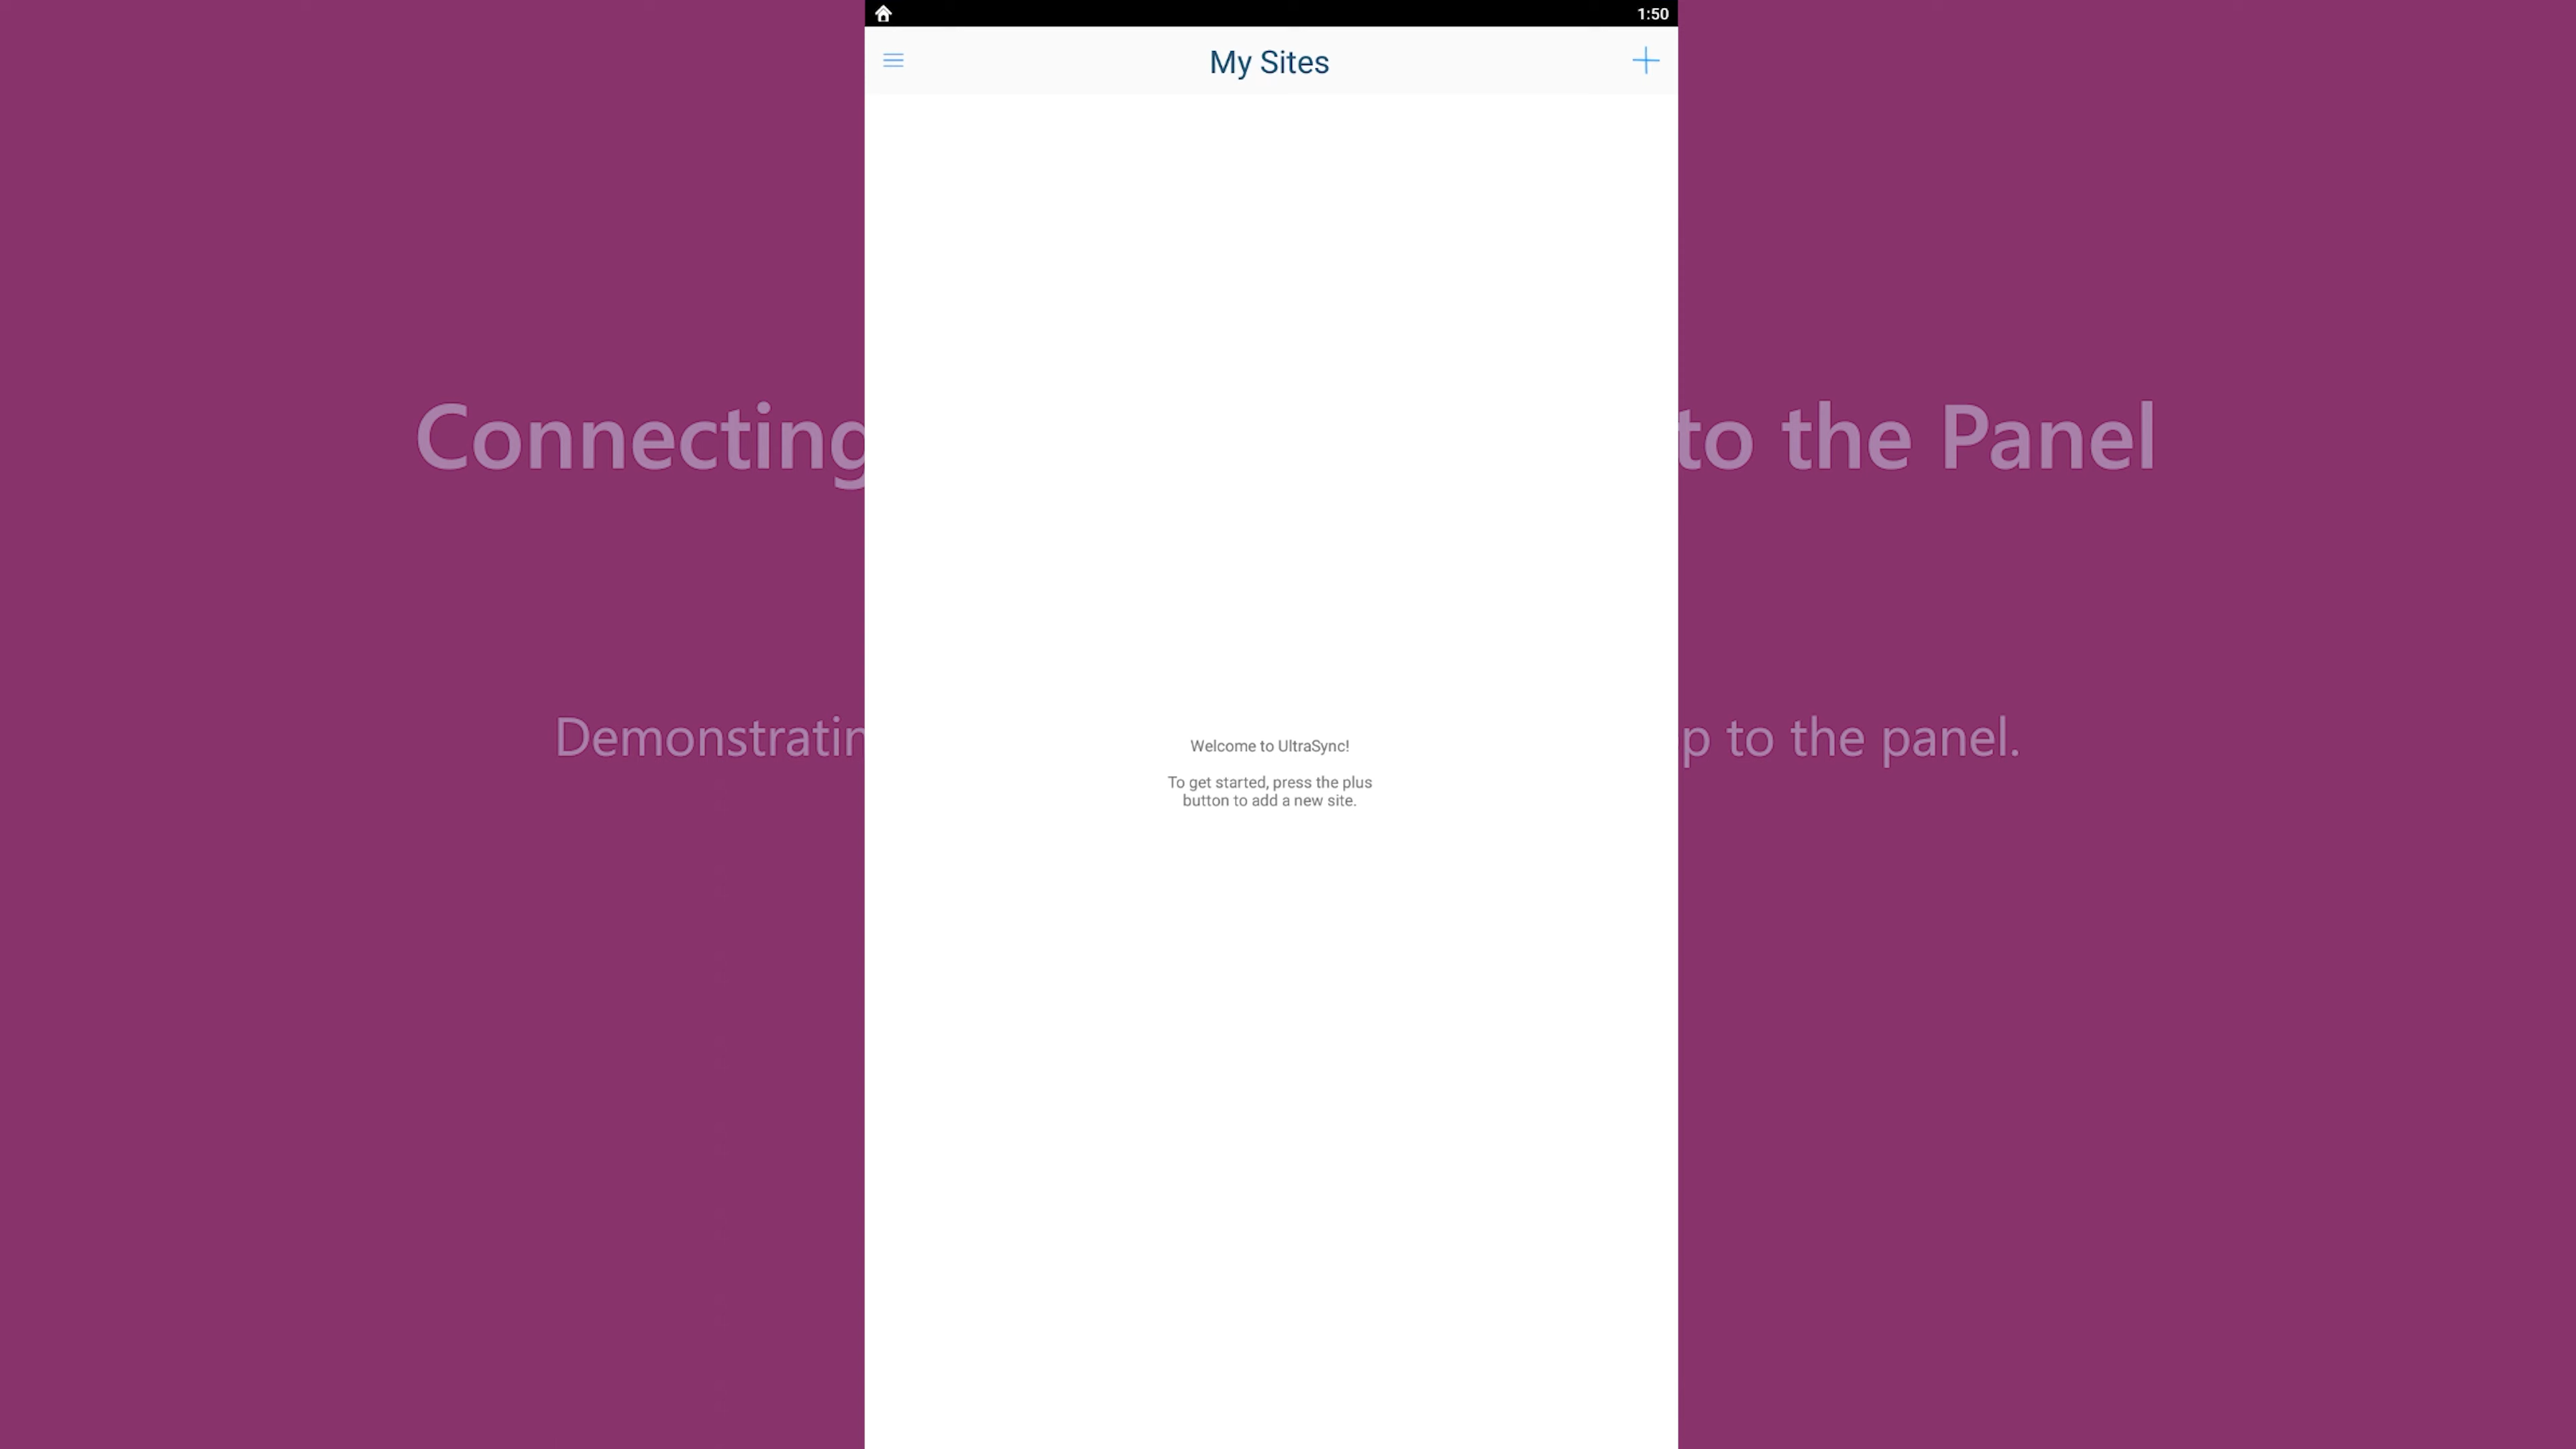 1:50
My Sites
Connecting to the Panel
Welcome to UltraSync!
Demonstratin p to the panel.
To get started, press the plus
button to add a new site.